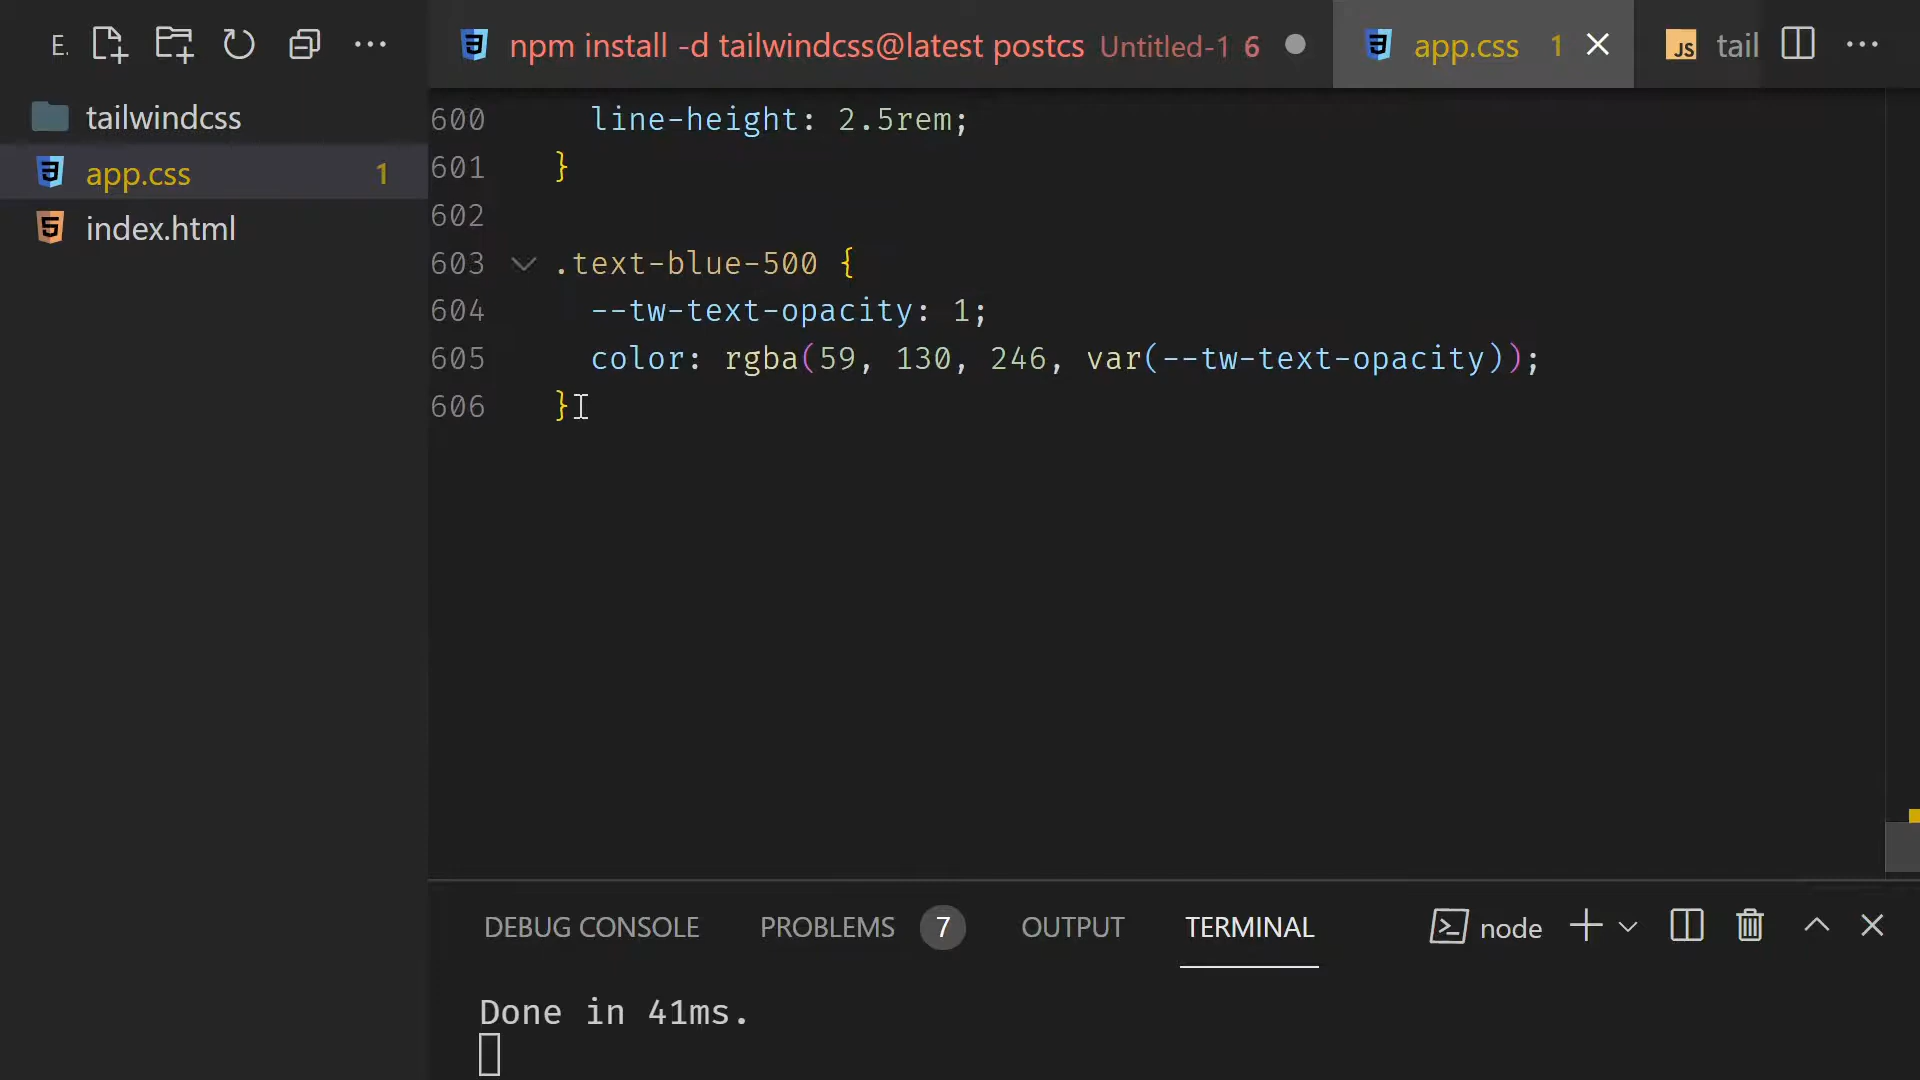 E.
npm install -d tailwindcss@latest postcs Untitled-1 6
app.css 1
JS tail
tailwindcss
app.css 1
index.html
600 line-height: 2.5rem;
601 }
602
603 .text-blue-500 {
604 --tw-text-opacity: 1;
605 color: rgba(59, 130, 246, var(--tw-text-opacity));
606 }
DEBUG CONSOLE PROBLEMS 7 OUTPUT TERMINAL node
Done in 41ms.